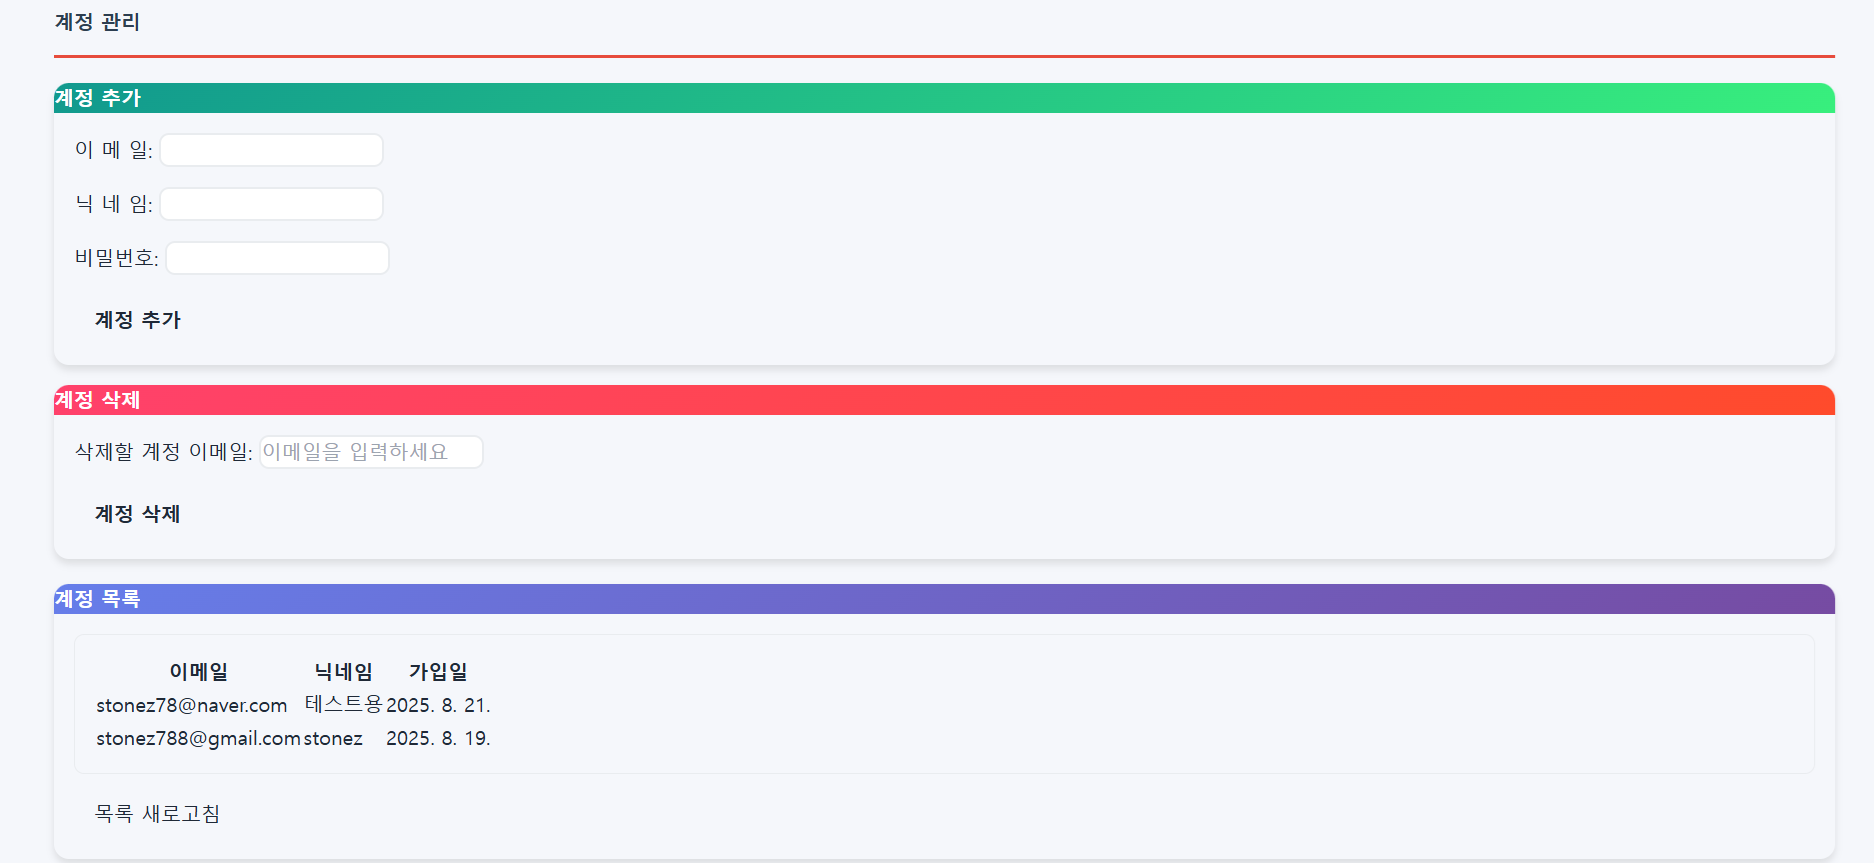 계정 관리
계정 추가
이 메 일:
닉 네 임:
비밀번호:
계정 추가
계정 삭제
삭제할 계정 이메일: 이메일을 입력하세요
계정 삭제
계정 목록
이메일 닉네임 가입일
stonez78@naver.com 테스트용 2025. 8. 21.
stonez788@gmail.com stonez 2025. 8. 19.
목록 새로고침